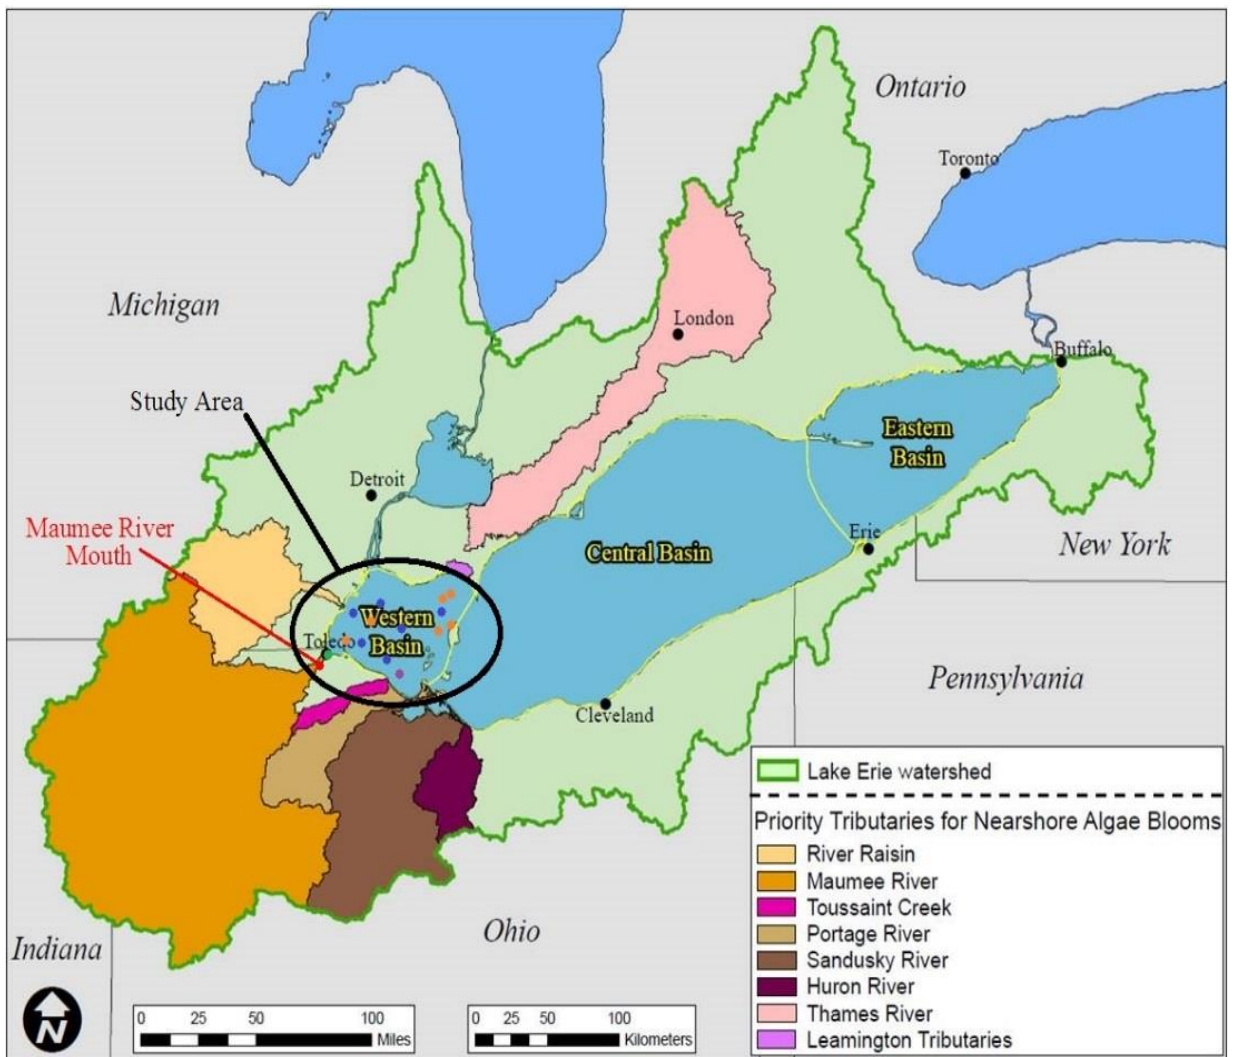 Ontario
Toronto
Michigan
London
Buffalo
Study Area
Eastern
Basin
Detroit
Maumee River
Mouth
Erie
Central Basin
New York
Western
Basin
Toledo
Pennsylvania
Cleveland
Lake Erie watershed
Priority Tributaries for Nearshore Algae Blooms
River Raisin
Maumee River
Toussaint Creek
Portage River
Sandusky River
Huron River
Thames River
Leamington Tributaries
Ohio
Indiana
N
0 25 50 100
Miles
0 25 50 100
Kilometers